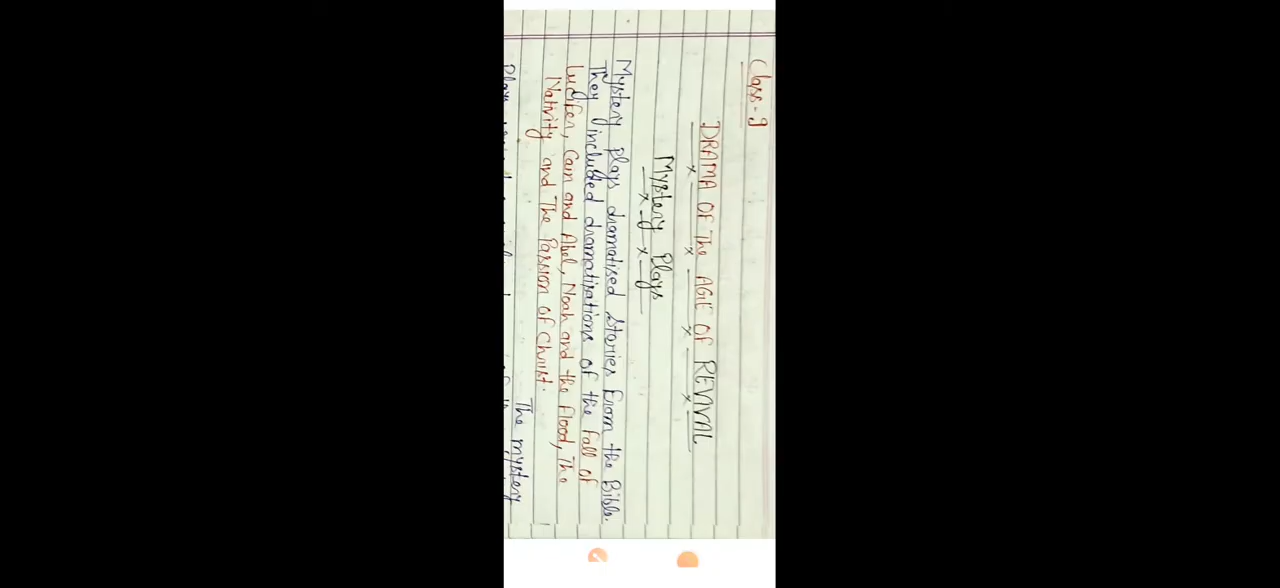 Class-9
DRAMA OF The AGE OF REVIVAL
Mystery Plays
Mystery plays dramatised stories from the Bible.
They included dramatisations of the Fall of
Lucifer, Cain and Abel, Noah and the Flood, The
Nativity and The Passion of Christ.
The mystery